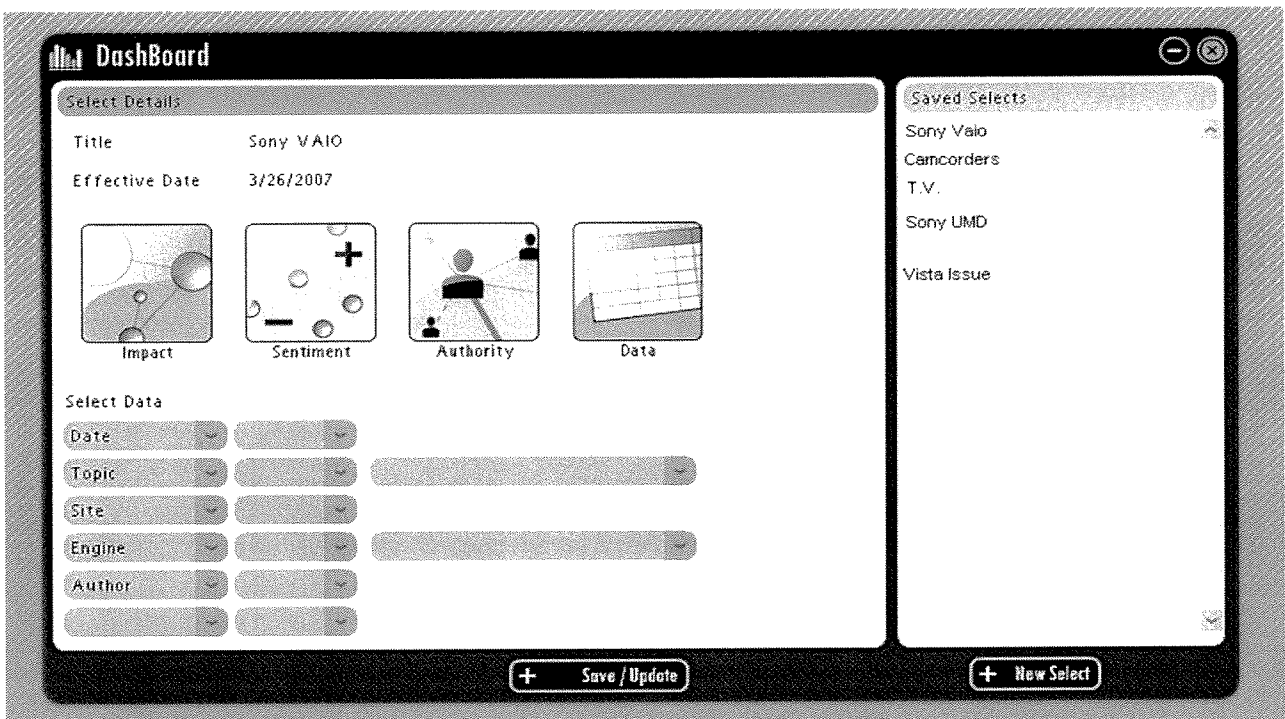 DashBoard
Select Details
Title Sony VAIO
Effective Date 3/26/2007
Impact Sentiment Authority Data
Select Data
Date
Topic
Site
Engine
Author
Save / Update
Saved Selects
Sony Vaio
Camcorders
T.V.
Sony UMD
Vista Issue
New Select